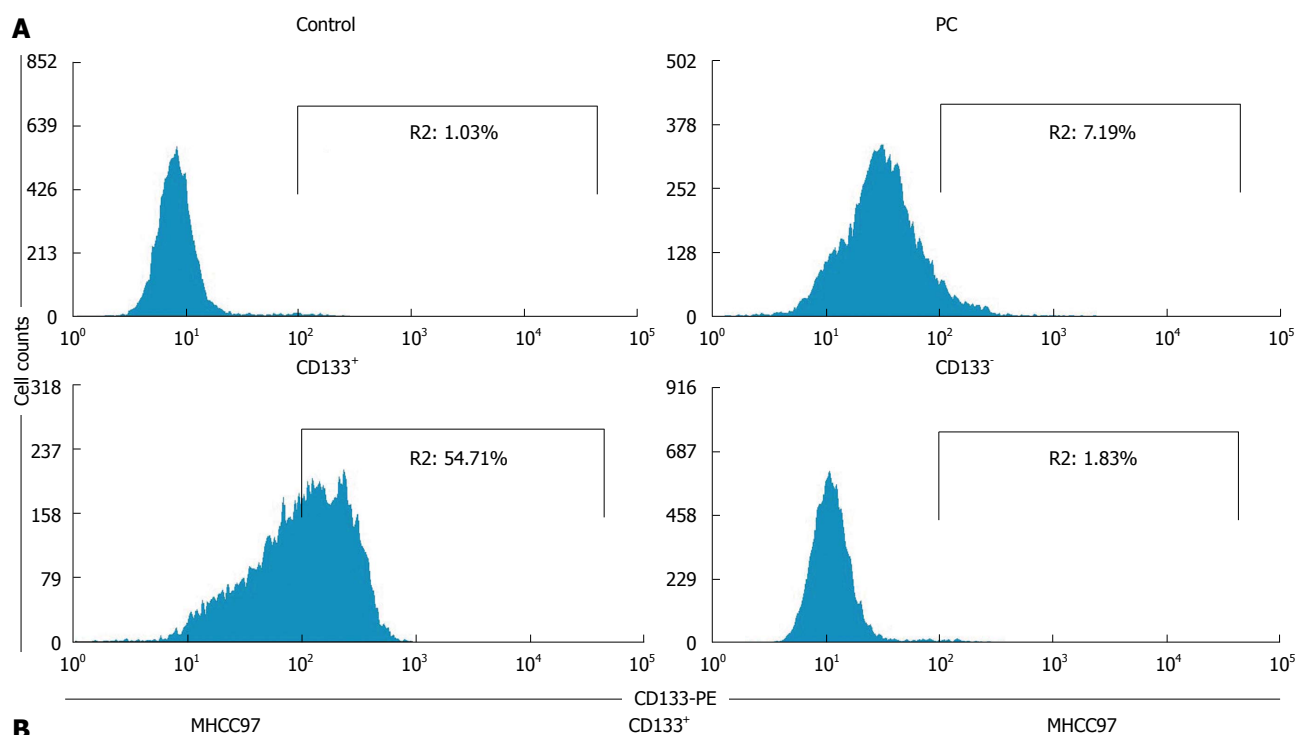 A
Control
PC
852
639
426
213
0
R2: 1.03%
10⁰ 10¹ 10² 10³ 10⁴ 10⁵
502
378
252
128
0
R2: 7.19%
10⁰ 10¹ 10² 10³ 10⁴ 10⁵
Cell counts
CD133⁺
CD133⁻
318
237
158
79
0
R2: 54.71%
10⁰ 10¹ 10² 10³ 10⁴ 10⁵
916
687
458
229
0
R2: 1.83%
10⁰ 10¹ 10² 10³ 10⁴ 10⁵
CD133-PE
B
MHCC97
CD133⁺
MHCC97